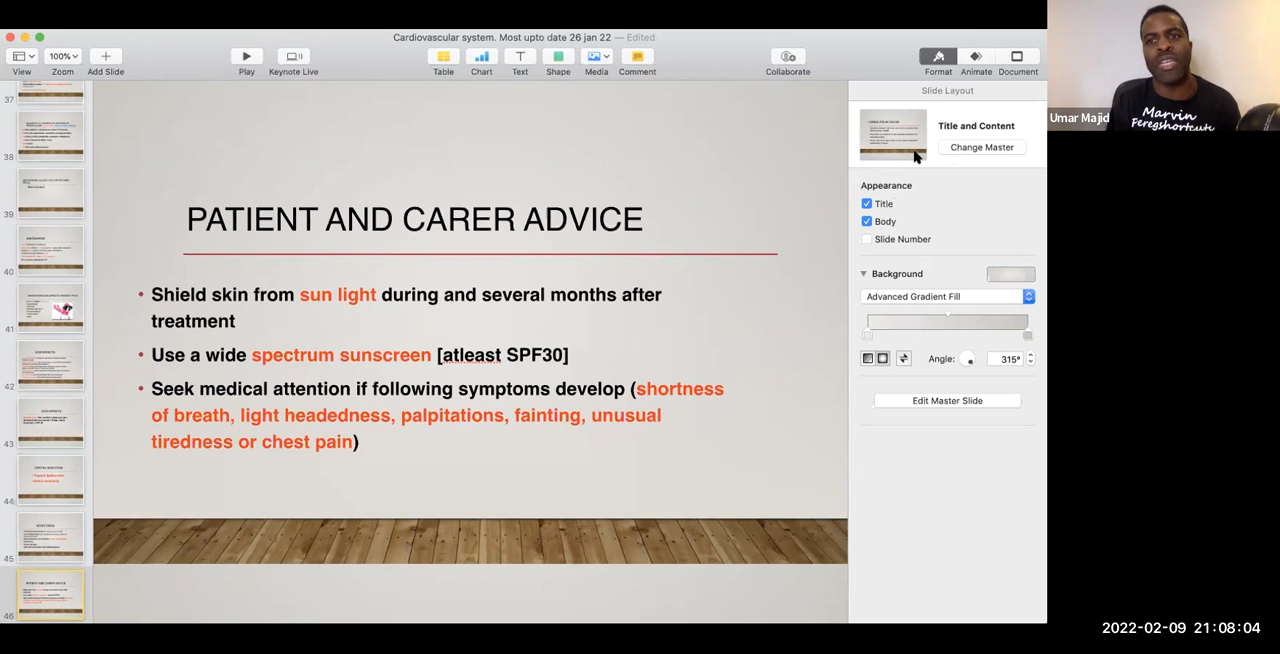 Cardiovascular system. Most upto date 26 jan 22 — Edited
100%
View
Zoom
Add Slide
Play
Keynote Live
Table
Chart
Text
Shape
Media
Comment
Collaborate
Format
Animate
Document
Umar Majid
Marvin
37
38
39
40
41
42
43
44
45
46
PATIENT AND CARER ADVICE
• Shield skin from sun light during and several months after
treatment
• Use a wide spectrum sunscreen [atleast SPF30]
• Seek medical attention if following symptoms develop (shortness
of breath, light headedness, palpitations, fainting, unusual
tiredness or chest pain)
Slide Layout
Title and Content
Change Master
Appearance
Title
Body
Slide Number
Background
Advanced Gradient Fill
Angle:
315°
Edit Master Slide
2022-02-09 21:08:04